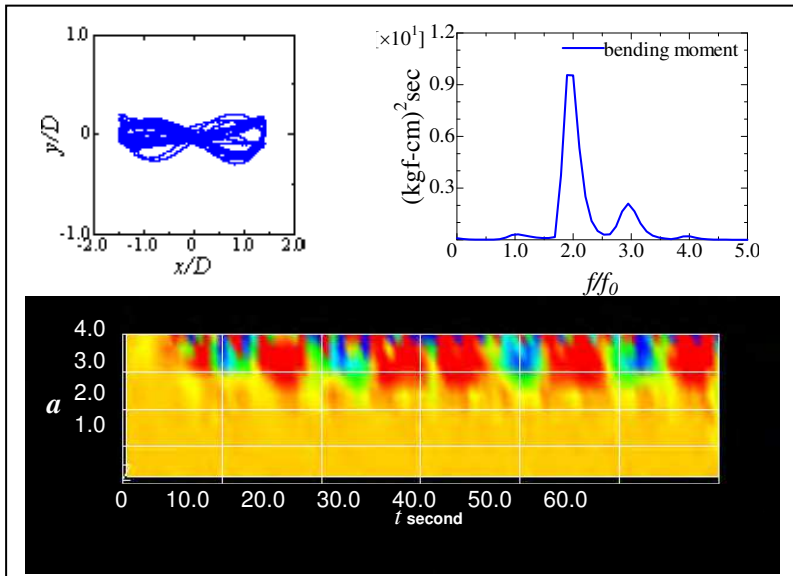 1.0
y/D
0
-1.0
-2.0 -1.0 0 1.0 2.0
x/D
[×10¹]
1.2
bending moment
0.9
0.6
0.3
(kgf-cm)²sec
0 1.0 2.0 3.0 4.0 5.0
f/f₀
4.0
3.0
2.0
1.0
a
0 10.0 20.0 30.0 40.0 50.0 60.0
t second